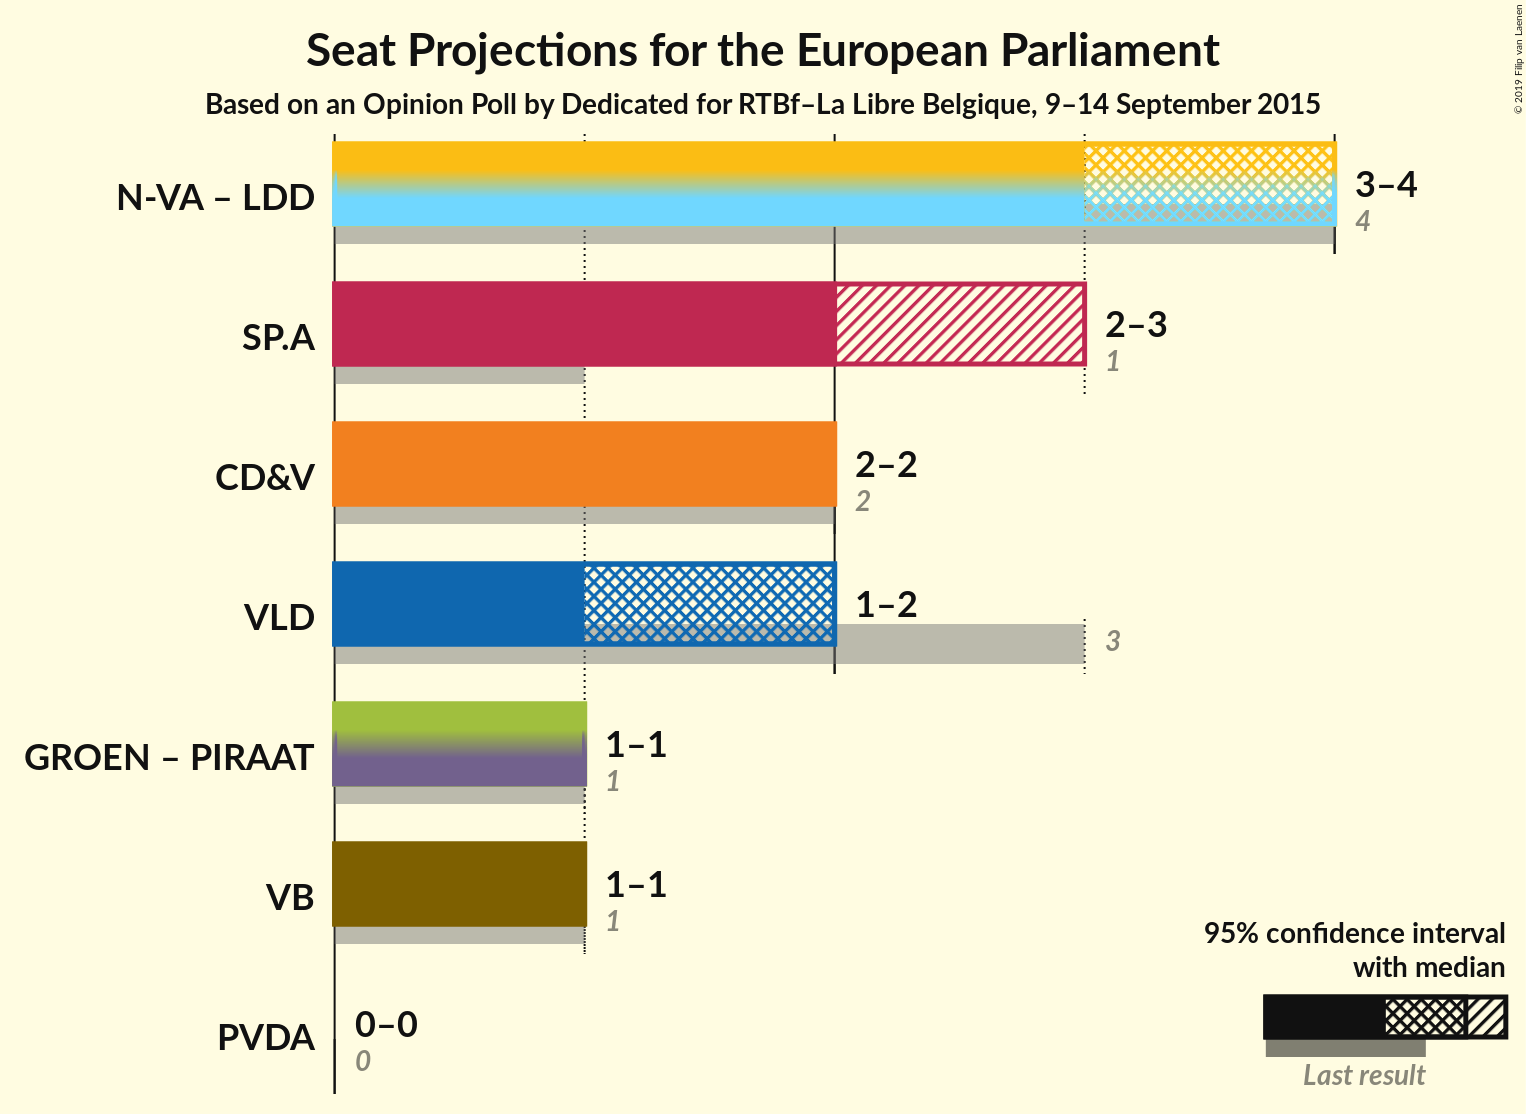 Seat Projections for the European Parliament
Based on an Opinion Poll by Dedicated for RTBf–La Libre Belgique, 9–14 September 2015
© 2019 Filip van Laenen
N-VA – LDD
3–4
4
SP.A
2–3
1
CD&V
2–2
2
VLD
1–2
3
GROEN – PIRAAT
1–1
1
VB
1–1
1
PVDA
0–0
0
95% confidence interval
with median
Last result